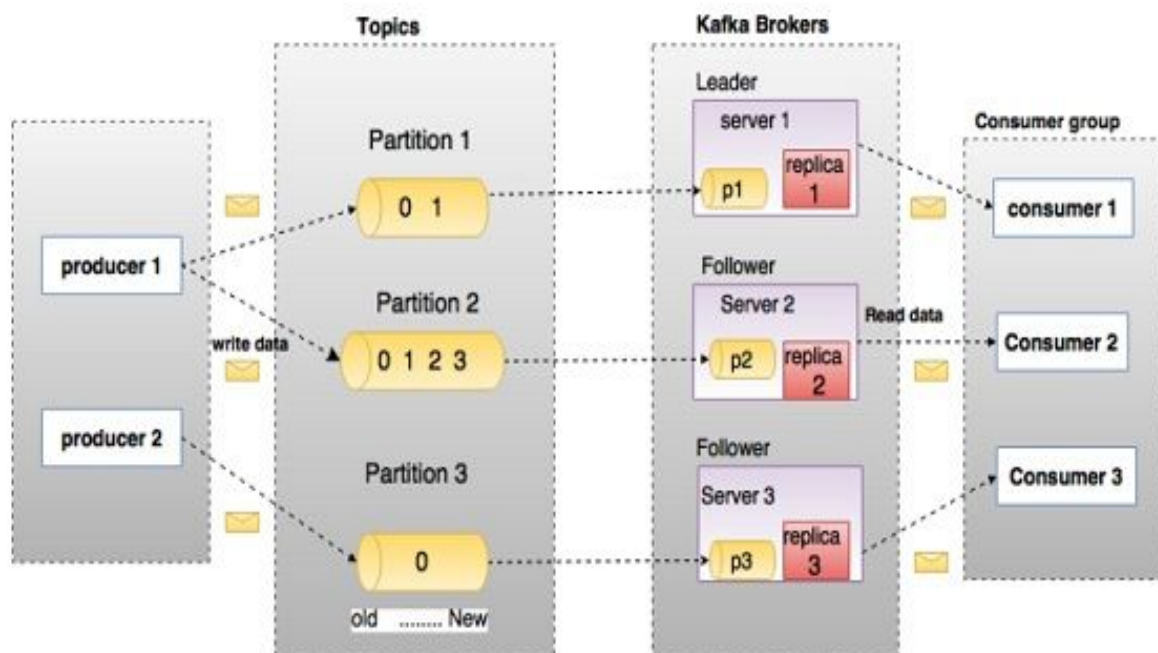 Topics
Kafka Brokers
Consumer group
producer 1
producer 2
write data
Partition 1
0 1
Partition 2
0 1 2 3
Partition 3
0
old ........ New
Leader
server 1
p1
replica
1
Follower
Server 2
p2
replica
2
Follower
Server 3
p3
replica
3
Read data
consumer 1
Consumer 2
Consumer 3